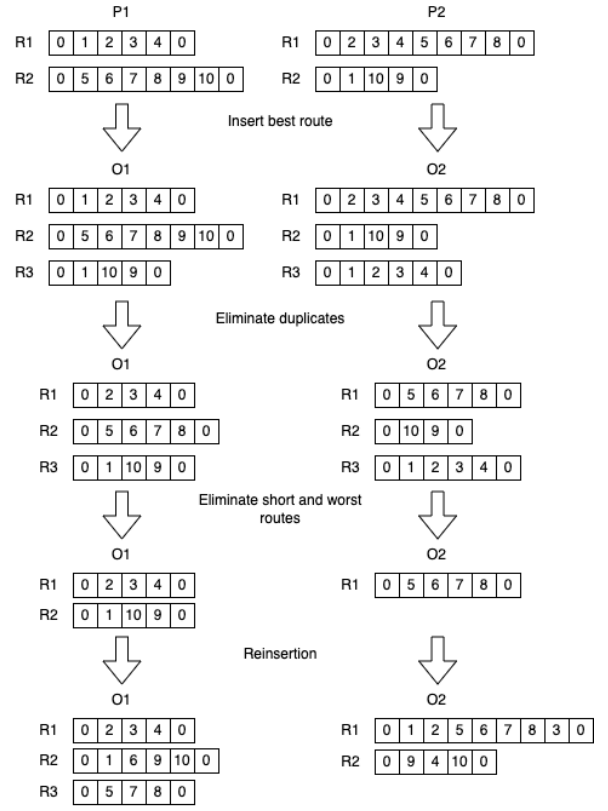 P1 P2
R1 0 1 2 3 4 0 R1 0 2 3 4 5 6 7 8 0
R2 0 5 6 7 8 9 10 0 R2 0 1 10 9 0
Insert best route
O1 O2
R1 0 1 2 3 4 0 R1 0 2 3 4 5 6 7 8 0
R2 0 5 6 7 8 9 10 0 R2 0 1 10 9 0
R3 0 1 10 9 0 R3 0 1 2 3 4 0
Eliminate duplicates
O1 O2
R1 0 2 3 4 0 R1 0 5 6 7 8 0
R2 0 5 6 7 8 0 R2 0 10 9 0
R3 0 1 10 9 0 R3 0 1 2 3 4 0
Eliminate short and worst
routes
O1 O2
R1 0 2 3 4 0 R1 0 5 6 7 8 0
R2 0 1 10 9 0
Reinsertion
O1 O2
R1 0 2 3 4 0 R1 0 1 2 5 6 7 8 3 0
R2 0 1 6 9 10 0 R2 0 9 4 10 0
R3 0 5 7 8 0